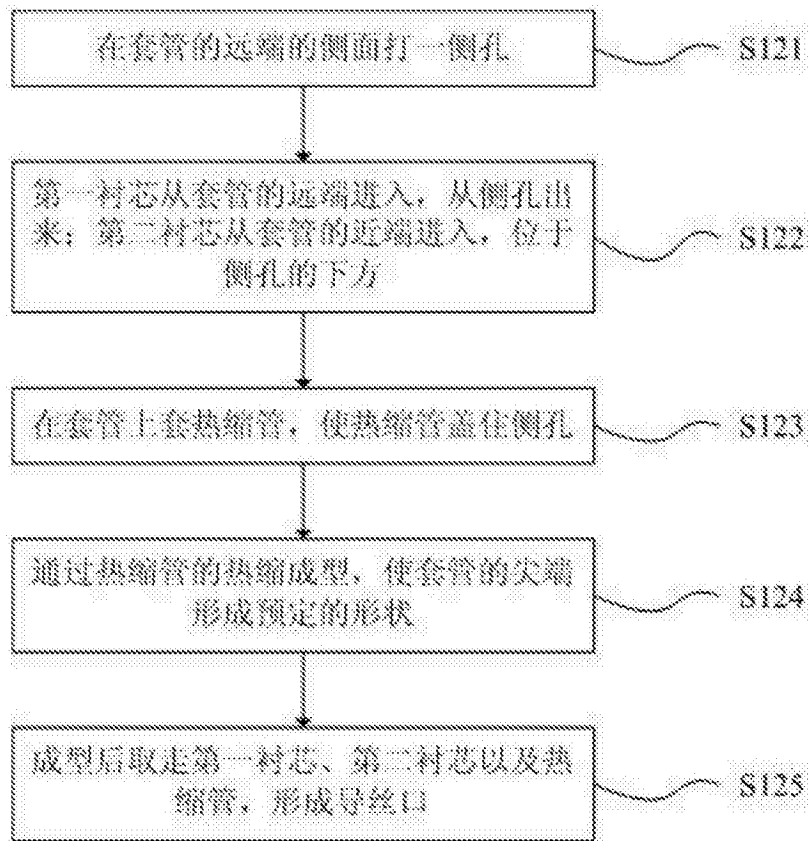 在套管的远端的侧面打一侧孔
S121
第一衬芯从套管的远端进入，从侧孔出
来；第二衬芯从套管的近端进入，位于
侧孔的下方
S122
在套管上套热缩管，使热缩管盖住侧孔
S123
通过热缩管的热缩成型，使套管的尖端
形成预定的形状
S124
成型后取走第一衬芯、第二衬芯以及热
缩管，形成导丝口
S125